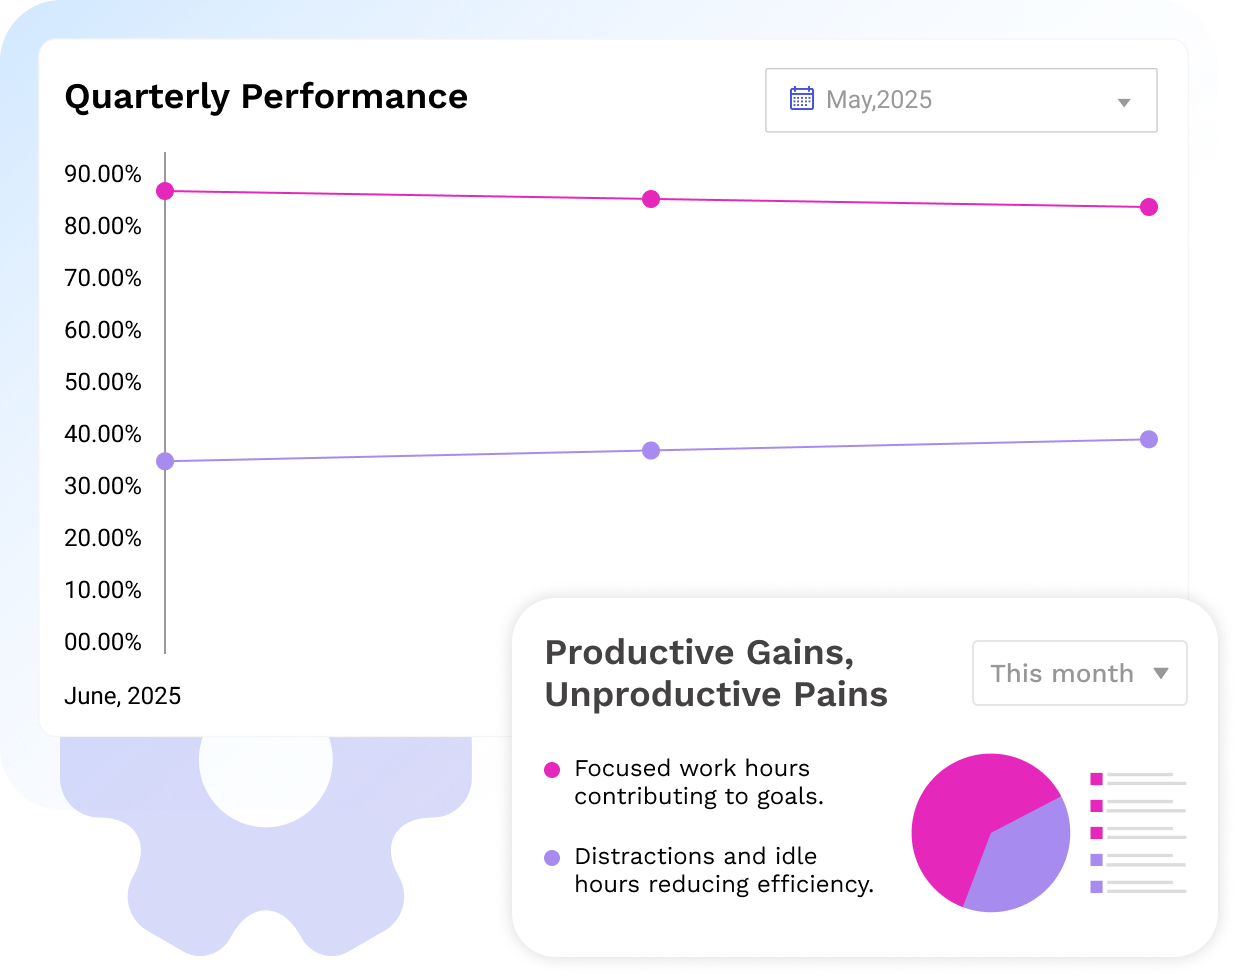 Quarterly Performance
May,2025
90.00%
80.00%
70.00%
60.00%
50.00%
40.00%
30.00%
20.00%
10.00%
00.00%
June, 2025
Productive Gains,
Unproductive Pains
This month
Focused work hours
contributing to goals.
Distractions and idle
hours reducing efficiency.